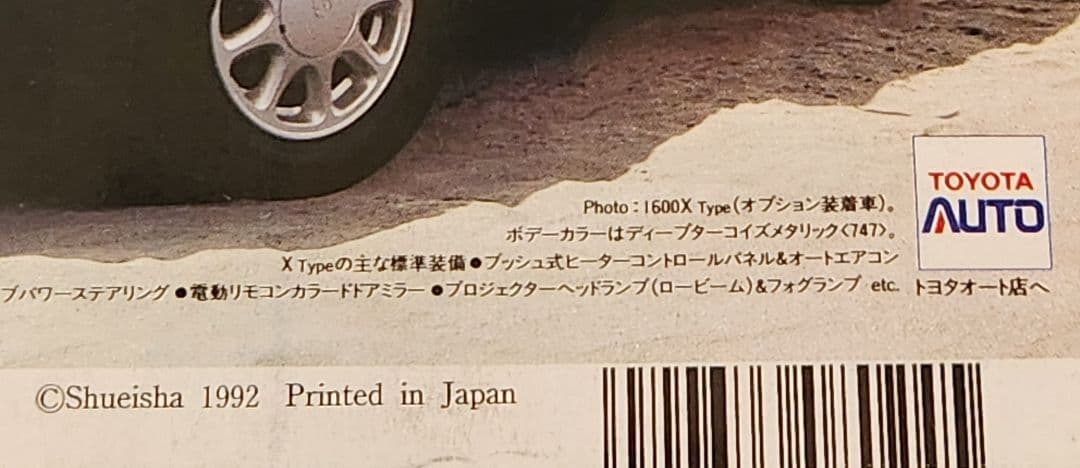 Photo：1600X Type(オプション装着車)。
ボデーカラーはディープターコイズメタリック〈747〉。
X Typeの主な標準装備●プッシュ式ヒーターコントロールパネル&オートエアコン
ブパワーステアリング●電動リモコンカラードドアミラー●プロジェクターヘッドランプ(ロービーム)&フォグランプ etc.
TOYOTA
AUTO
トヨタオート店へ
©Shueisha 1992 Printed in Japan